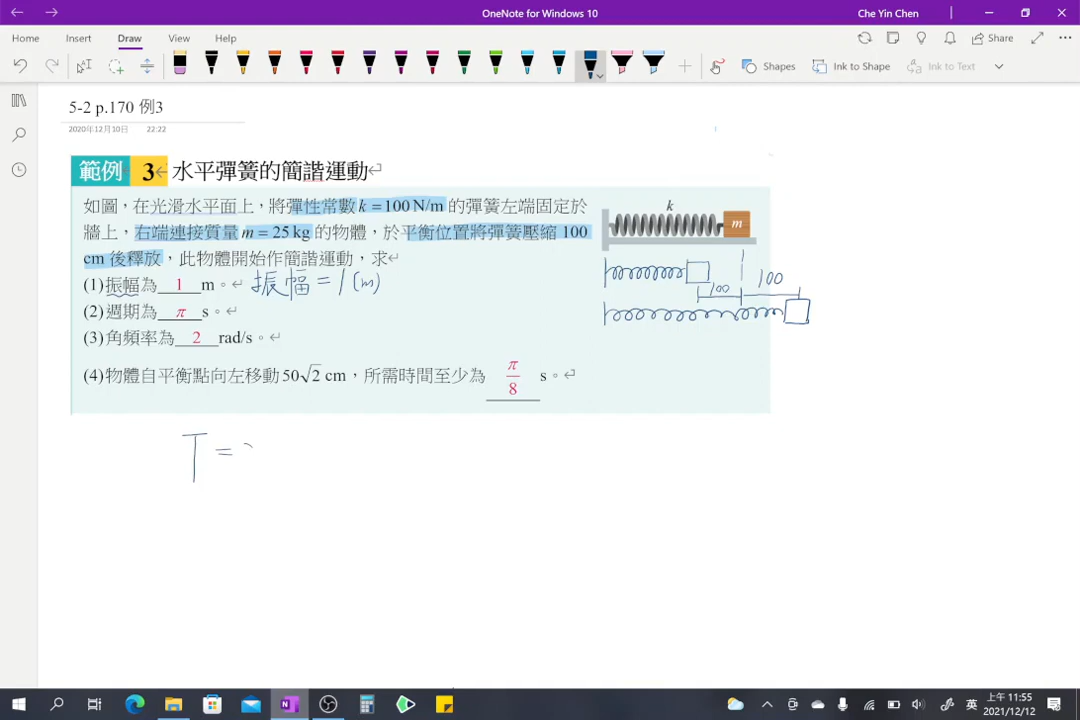 OneNote for Windows 10
Che Yin Chen
Home Insert Draw View Help
Share
Shapes Ink to Shape Ink to Text
5-2 p.170 例3
2020年12月10日 22:22
範例 3 水平彈簧的簡諧運動
如圖，在光滑水平面上，將彈性常數 k = 100 N/m 的彈簧左端固定於
牆上，右端連接質量 m = 25 kg 的物體，於平衡位置將彈簧壓縮 100
cm 後釋放，此物體開始作簡諧運動，求
(1)振幅為 1 m。 振幅 = 1 (m)
(2)週期為 π s。
(3)角頻率為 2 rad/s。
(4)物體自平衡點向左移動 50√2 cm，所需時間至少為 π/8 s。
k
m
100 100
T =
上午 11:55
英
2021/12/12